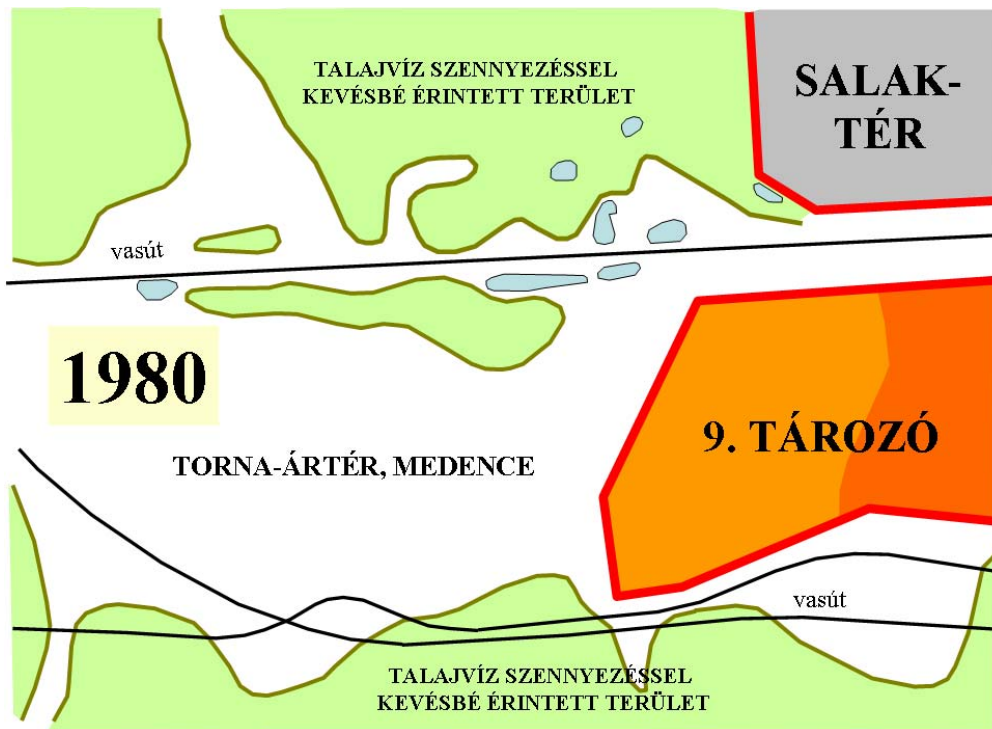 TALAJVÍZ SZENNYEZÉSSEL
KEVÉSBÉ ÉRINTETT TERÜLET
SALAK-
TÉR
vasút
1980
9. TÁROZÓ
TORNA-ÁRTÉR, MEDENCE
vasút
TALAJVÍZ SZENNYEZÉSSEL
KEVÉSBÉ ÉRINTETT TERÜLET